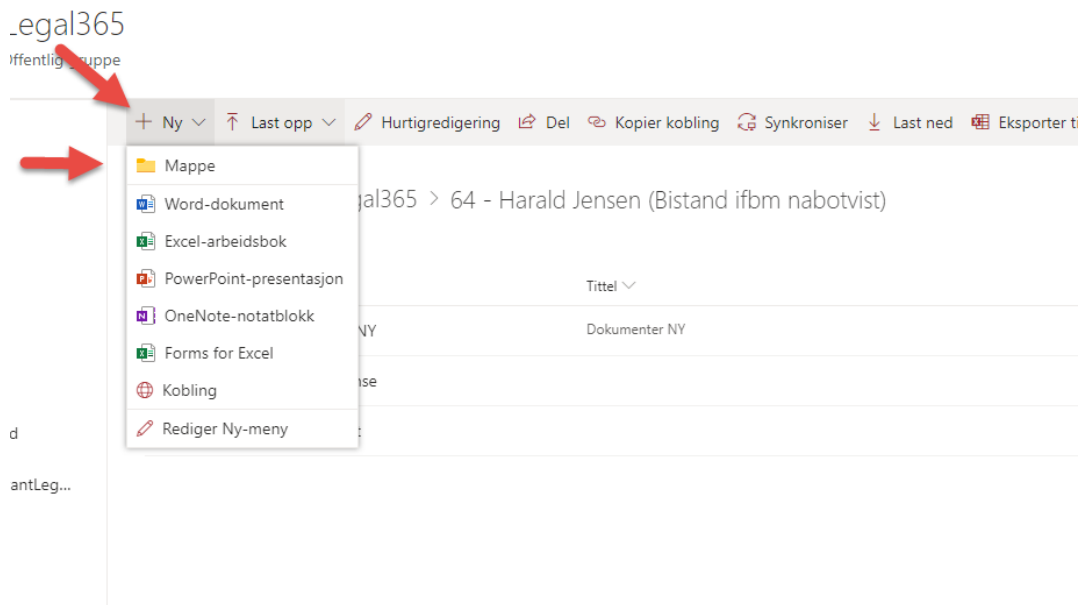 Legal365
Offentlig gruppe
Ny Last opp Hurtigredigering Del Kopier kobling Synkroniser Last ned Eksporter ti
Mappe
Word-dokument
gal365 > 64 - Harald Jensen (Bistand ifbm nabotvist)
Excel-arbeidsbok
PowerPoint-presentasjon
Tittel
OneNote-notatblokk
NY Dokumenter NY
Forms for Excel
nse
Kobling
Rediger Ny-meny
d
antLeg...